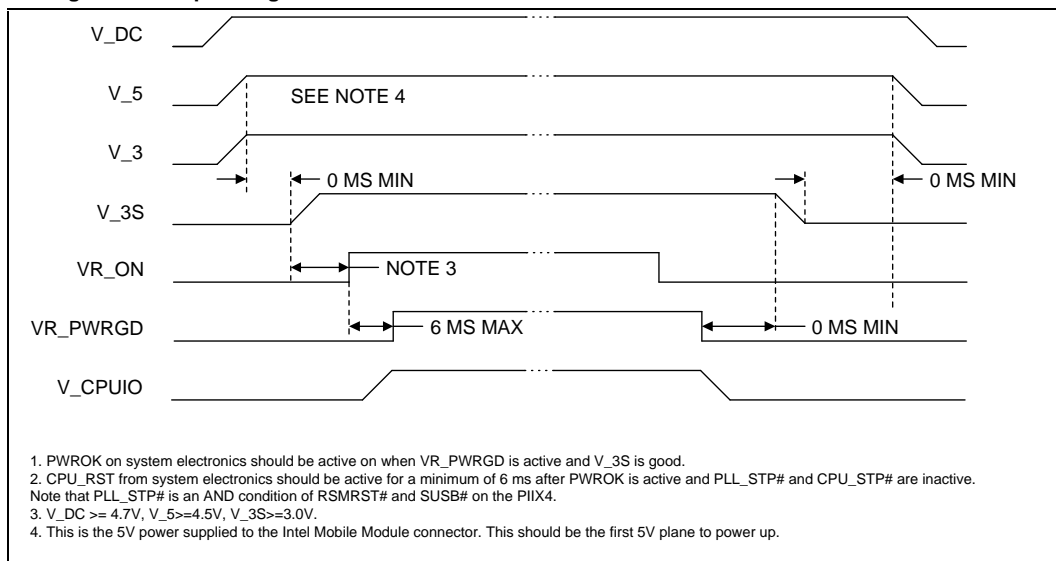 V_DC
V_5
SEE NOTE 4
V_3
0 MS MIN
0 MS MIN
V_3S
VR_ON
NOTE 3
VR_PWRGD
6 MS MAX
0 MS MIN
V_CPUIO
1. PWROK on system electronics should be active on when VR_PWRGD is active and V_3S is good.
2. CPU_RST from system electronics should be active for a minimum of 6 ms after PWROK is active and PLL_STP# and CPU_STP# are inactive.
Note that PLL_STP# is an AND condition of RSMRST# and SUSB# on the PIIX4.
3. V_DC >= 4.7V, V_5>=4.5V, V_3S>=3.0V.
4. This is the 5V power supplied to the Intel Mobile Module connector. This should be the first 5V plane to power up.